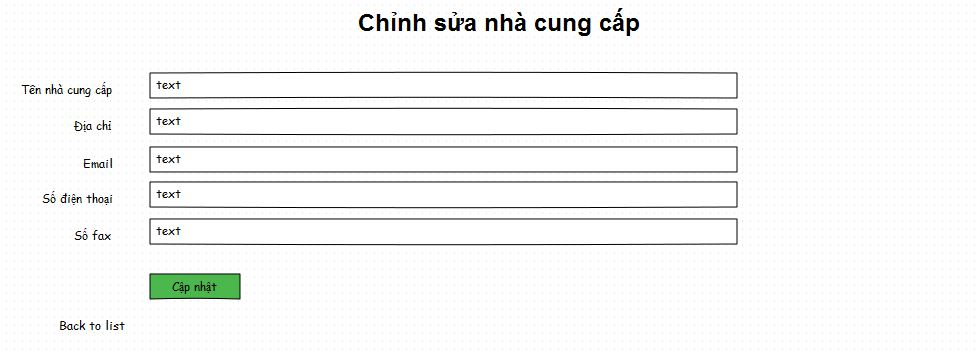 Chỉnh sửa nhà cung cấp
Tên nhà cung cấp text
Địa chỉ text
Email text
Số điện thoại text
Số fax text
Cập nhật
Back to list